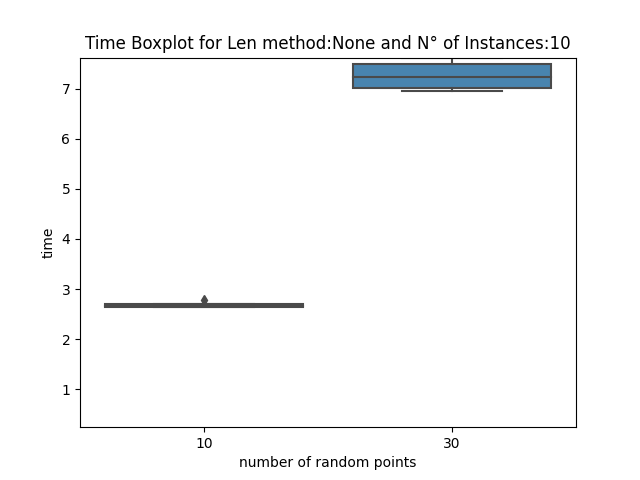 Time Boxplot for Len method:None and N° of Instances:10
7
6
5
4
3
2
1
time
10 30
number of random points